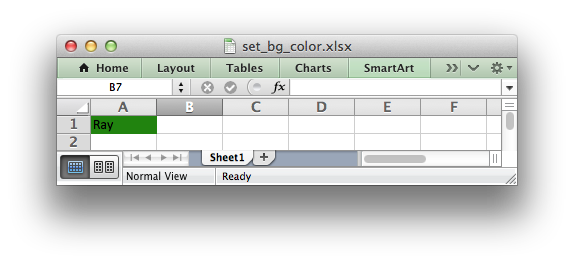 set_bg_color.xlsx
Home Layout Tables Charts SmartArt
B7 fx
A B C D E F
1 Ray
2
Sheet1
Normal View Ready